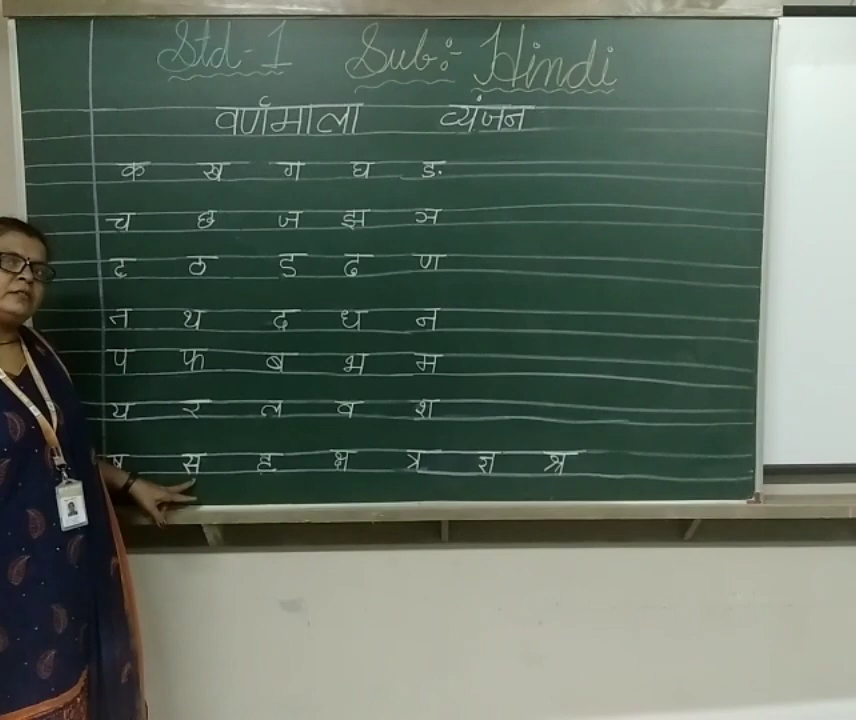 Std-1 Sub:- Hindi
वर्णमाला व्यंजन
क ख ग घ ङ
च छ ज झ ञ
ट ठ ड ढ ण
त थ द ध न
प फ ब भ म
य र ल व श
ष स ह क्ष त्र ज्ञ श्र